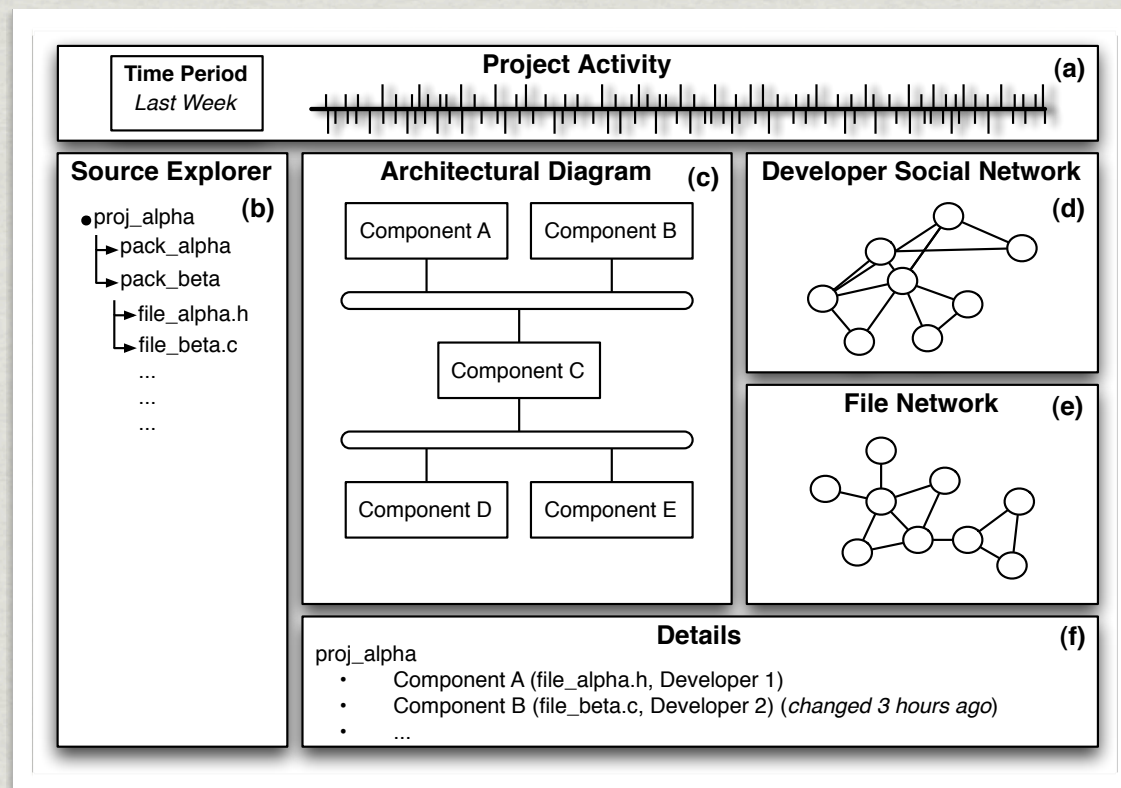 Project Activity
(a)
Time Period
Last Week
Source Explorer
(b)
proj_alpha
pack_alpha
pack_beta
file_alpha.h
file_beta.c
...
...
...
Architectural Diagram
(c)
Component A
Component B
Component C
Component D
Component E
Developer Social Network
(d)
File Network
(e)
Details
(f)
proj_alpha
• Component A (file_alpha.h, Developer 1)
• Component B (file_beta.c, Developer 2) (changed 3 hours ago)
• ...